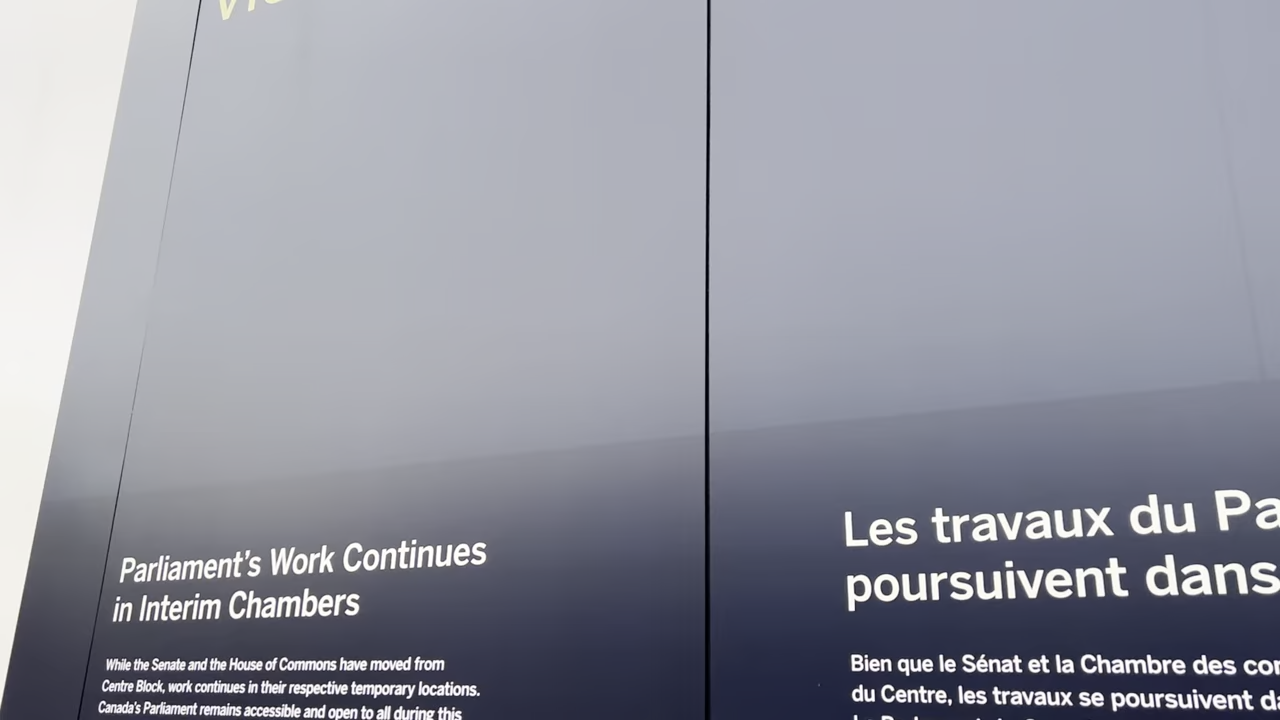 Parliament's Work Continues
in Interim Chambers
While the Senate and the House of Commons have moved from
Centre Block, work continues in their respective temporary locations.
Canada's Parliament remains accessible and open to all during this
Les travaux du Pa
poursuivent dans
Bien que le Sénat et la Chambre des con
du Centre, les travaux se poursuivent da